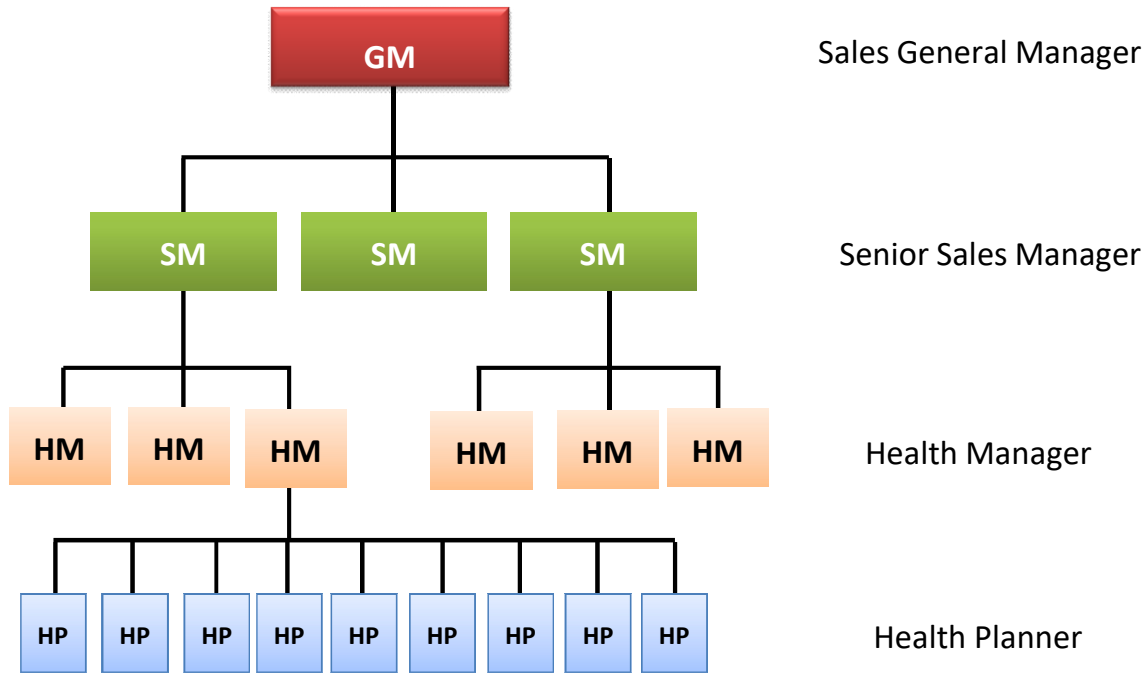 GM
Sales General Manager
SM SM SM
Senior Sales Manager
HM HM HM HM HM HM
Health Manager
HP HP HP HP HP HP HP HP HP
Health Planner